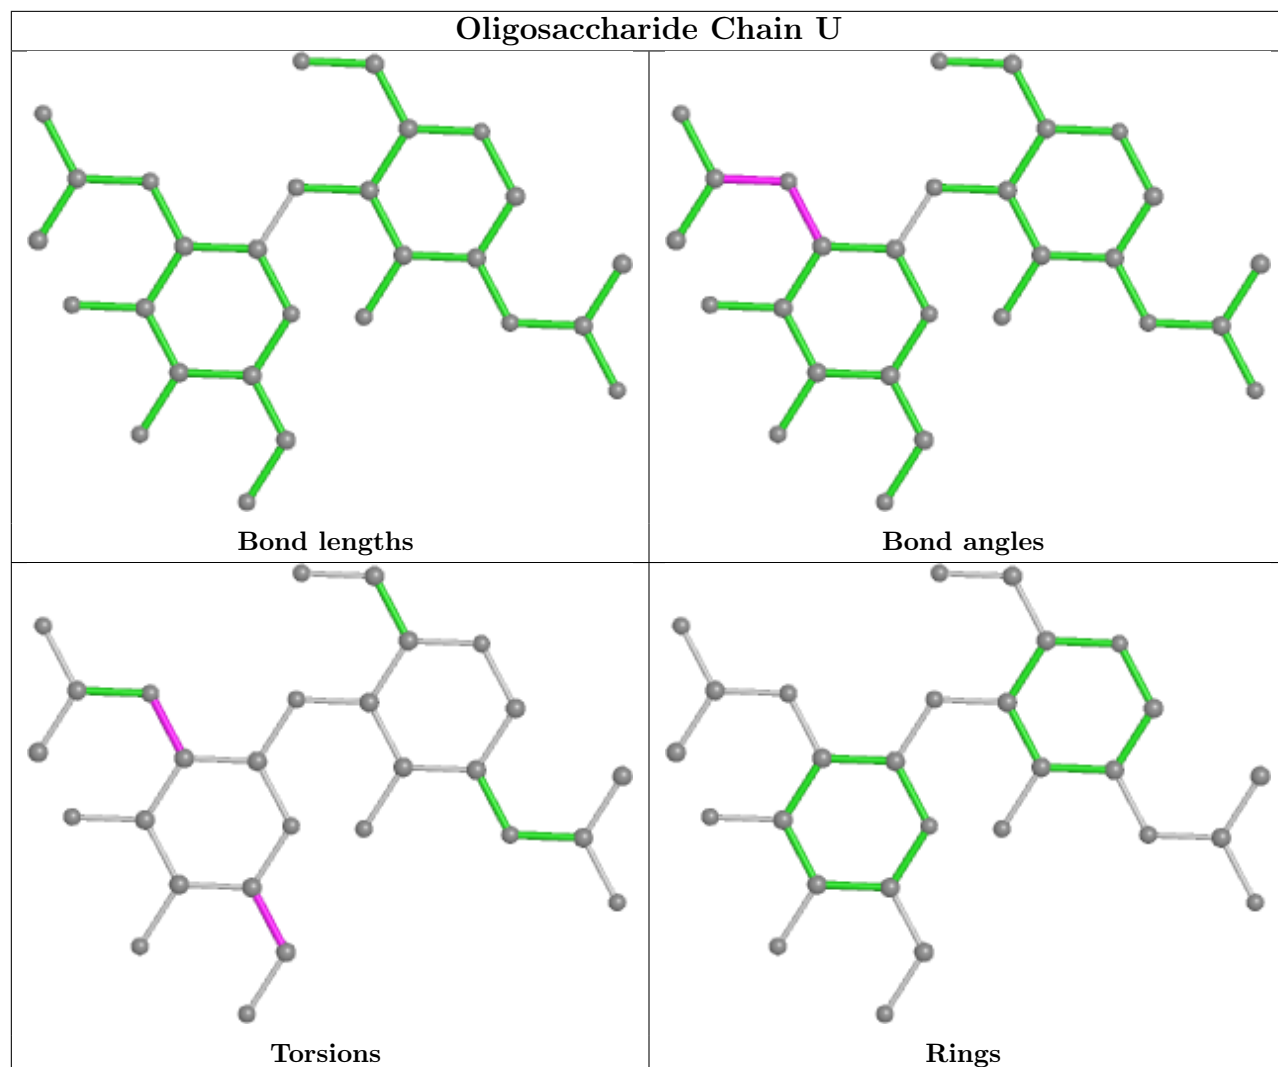 Oligosaccharide Chain U
Bond lengths
Bond angles
Torsions
Rings